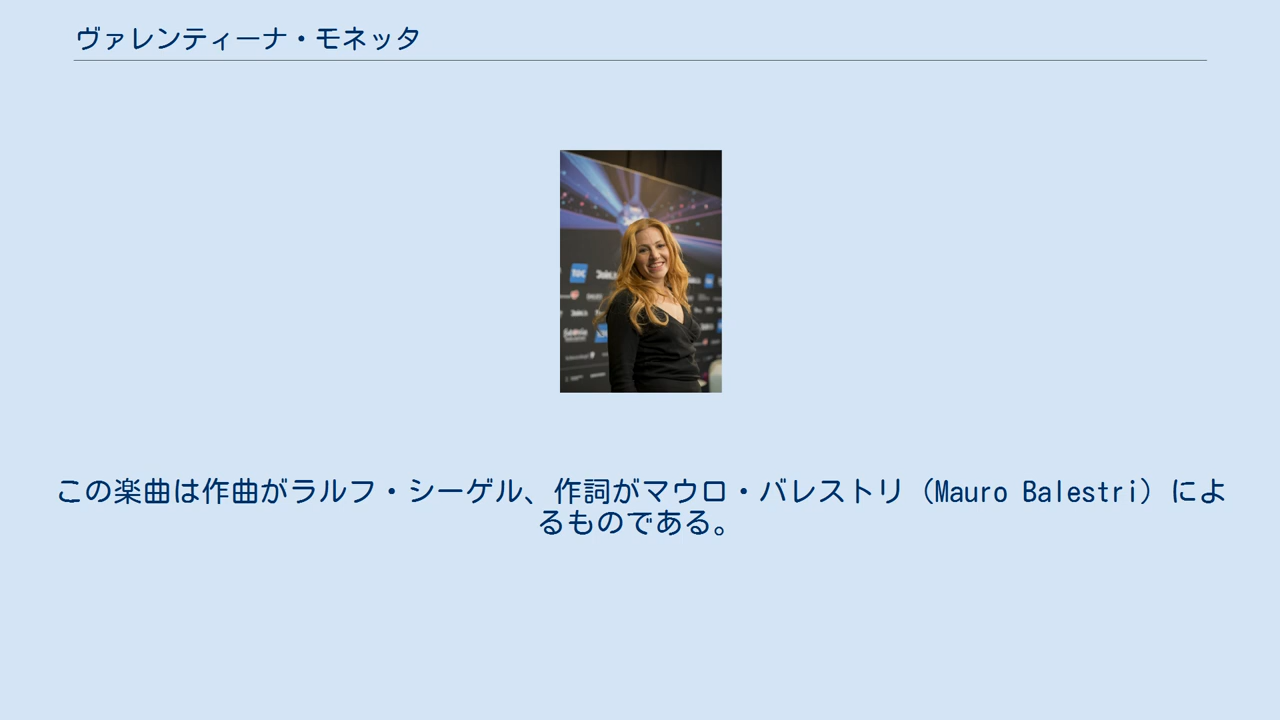 ヴァレンティーナ・モネッタ
この楽曲は作曲がラルフ・シーゲル、作詞がマウロ・バレストリ（Mauro Balestri）によ
るものである。